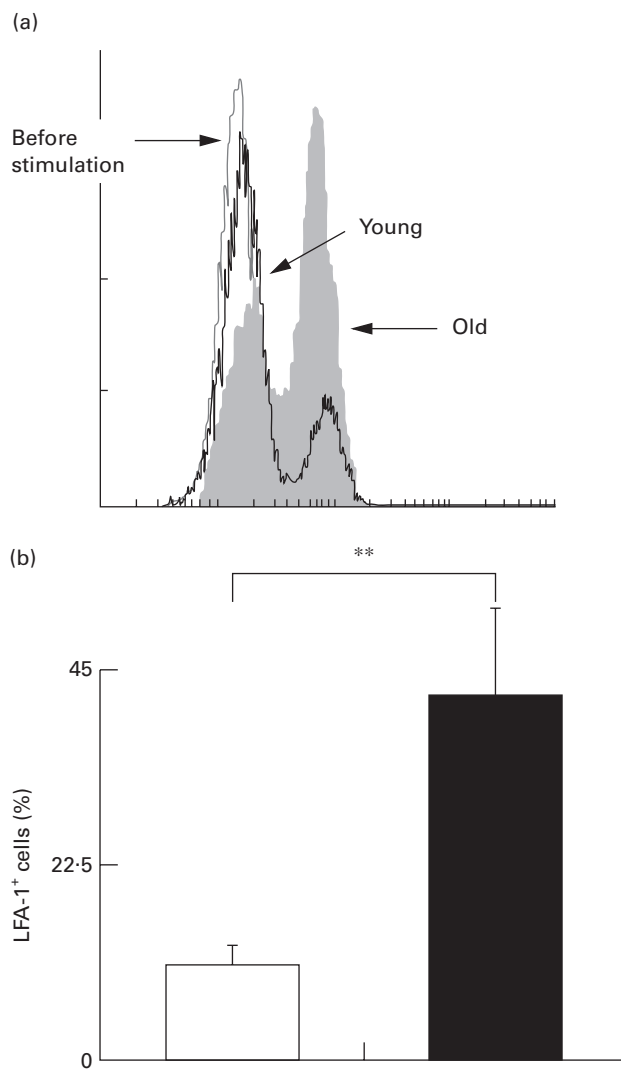 (a)
Before
stimulation
Young
Old
(b)
**
45
22·5
0
LFA-1⁺ cells (%)